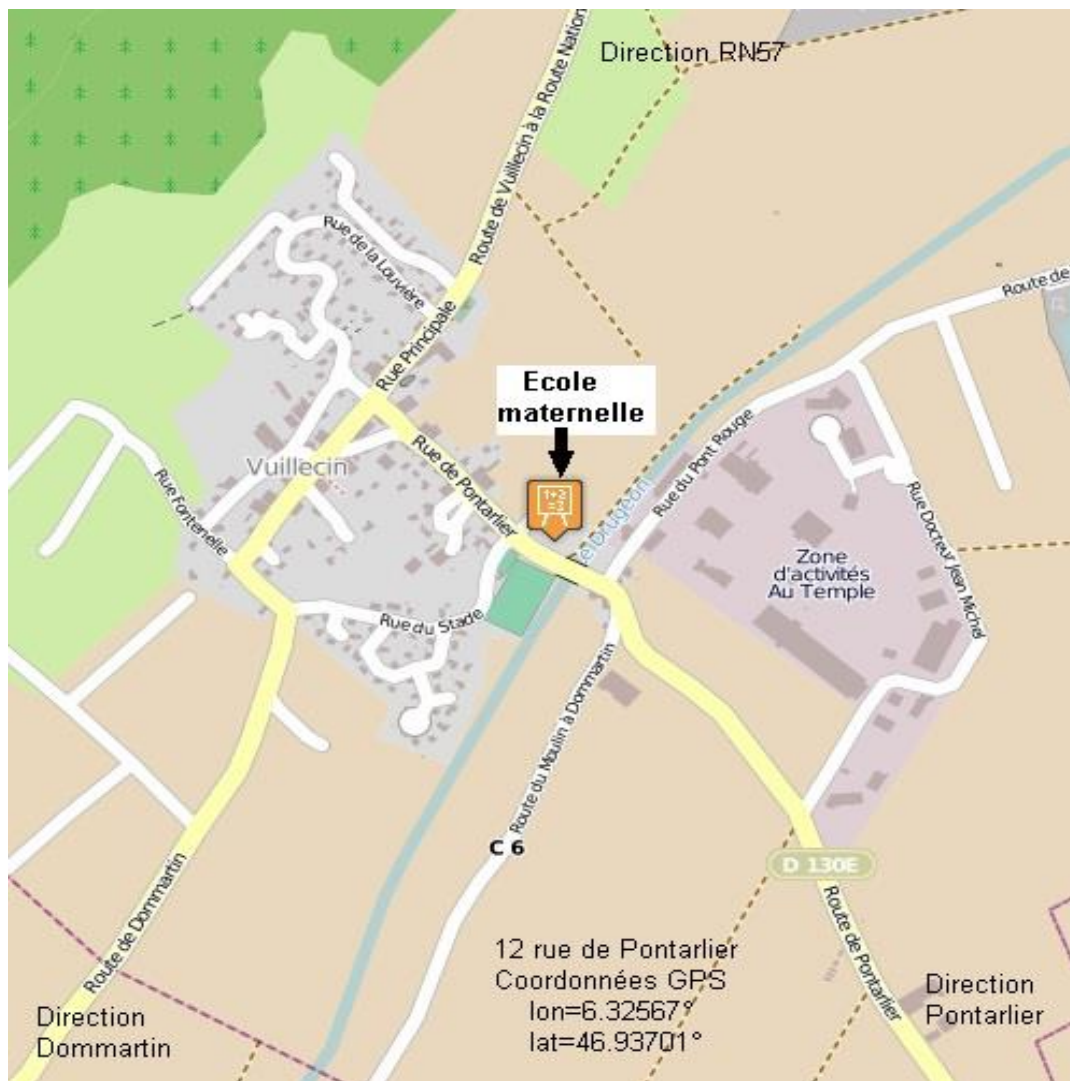 Direction RN57
Route de Vuillecin à la Route Nation
Rue de la Louvière
Rue Principale
Route de
Ecole
maternelle
1+2
=3
Rue du Pont Rouge
Rue de Pontarlier
Vuillecin
Rue Fontenelle
Rue Docteur Jean Michel
Zone
d'activités
Au Temple
Rue du Stade
Route du Moulin à Dommartin
C 6
D 130E
Route de Dommartin
Route de Pontarlier
12 rue de Pontarlier
Coordonnées GPS
lon=6.32567°
lat=46.93701°
Direction
Dommartin
Direction
Pontarlier